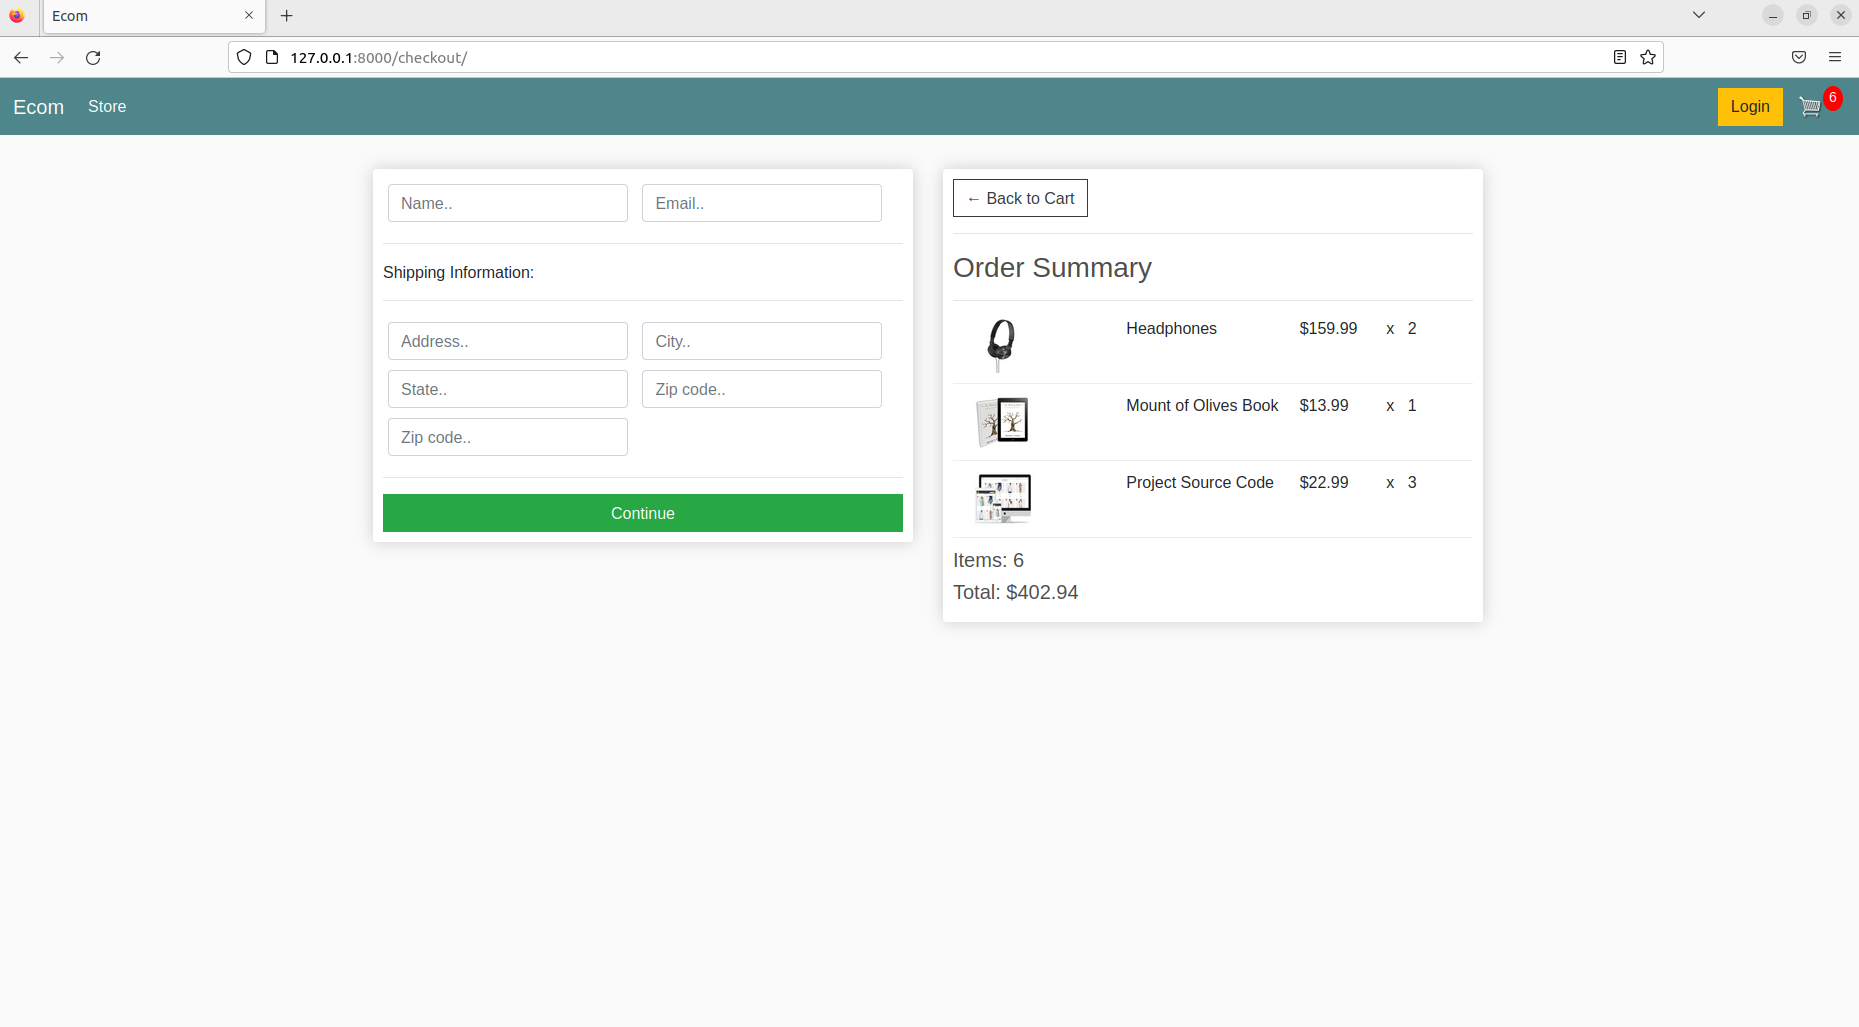 Ecom
127.0.0.1:8000/checkout/
Ecom Store Login 6
Name.. Email..
Shipping Information:
Address.. City..
State.. Zip code..
Zip code..
Continue
← Back to Cart
Order Summary
Headphones $159.99 x 2
Mount of Olives Book $13.99 x 1
Project Source Code $22.99 x 3
Items: 6
Total: $402.94